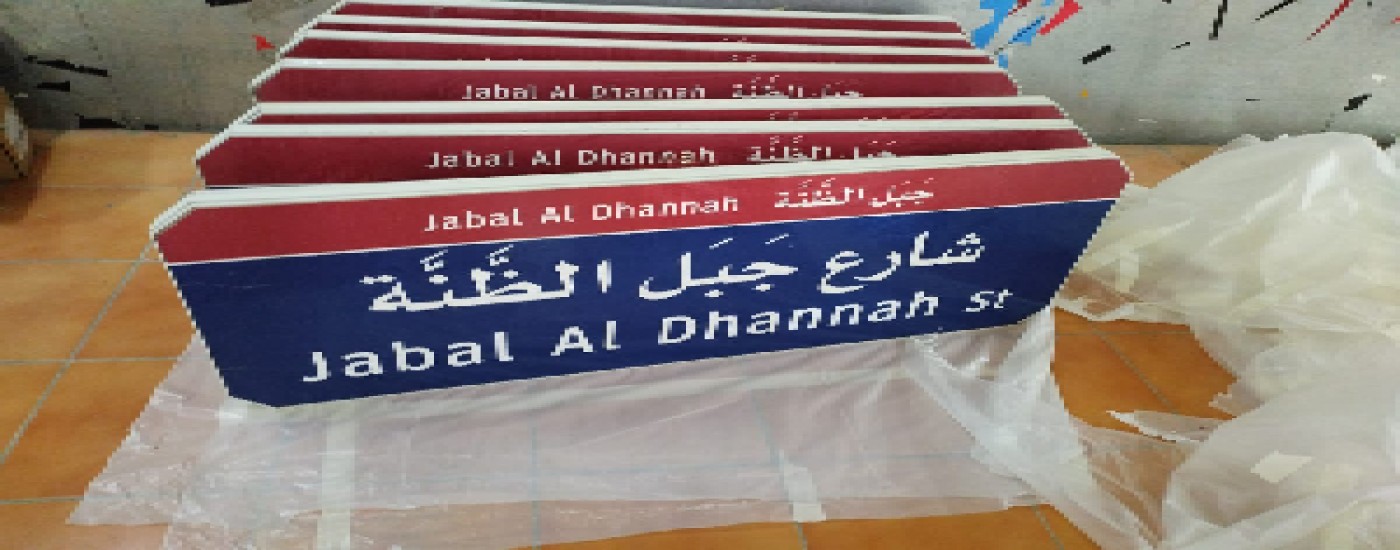 Jabal Al Dhannah جَبَل الظَّنَّة
Jabal Al Dhannah جَبَل الظَّنَّة
Jabal Al Dhannah جَبَل الظَّنَّة
شارع جَبَل الظَّنَّة
Jabal Al Dhannah St